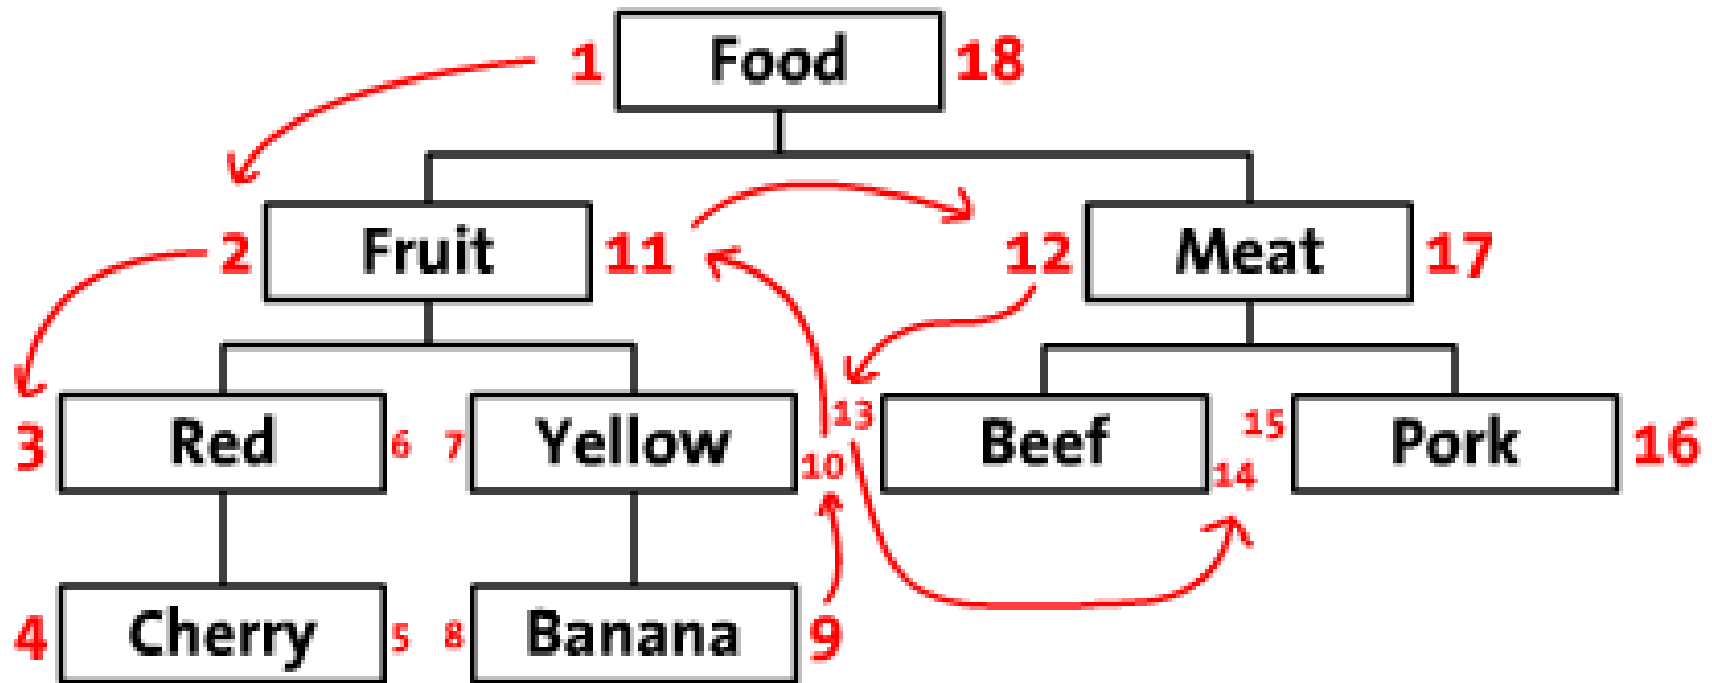 1 Food 18
2 Fruit 11 12 Meat 17
3 Red 6 7 Yellow 10 13 Beef 14 15 Pork 16
4 Cherry 5 8 Banana 9